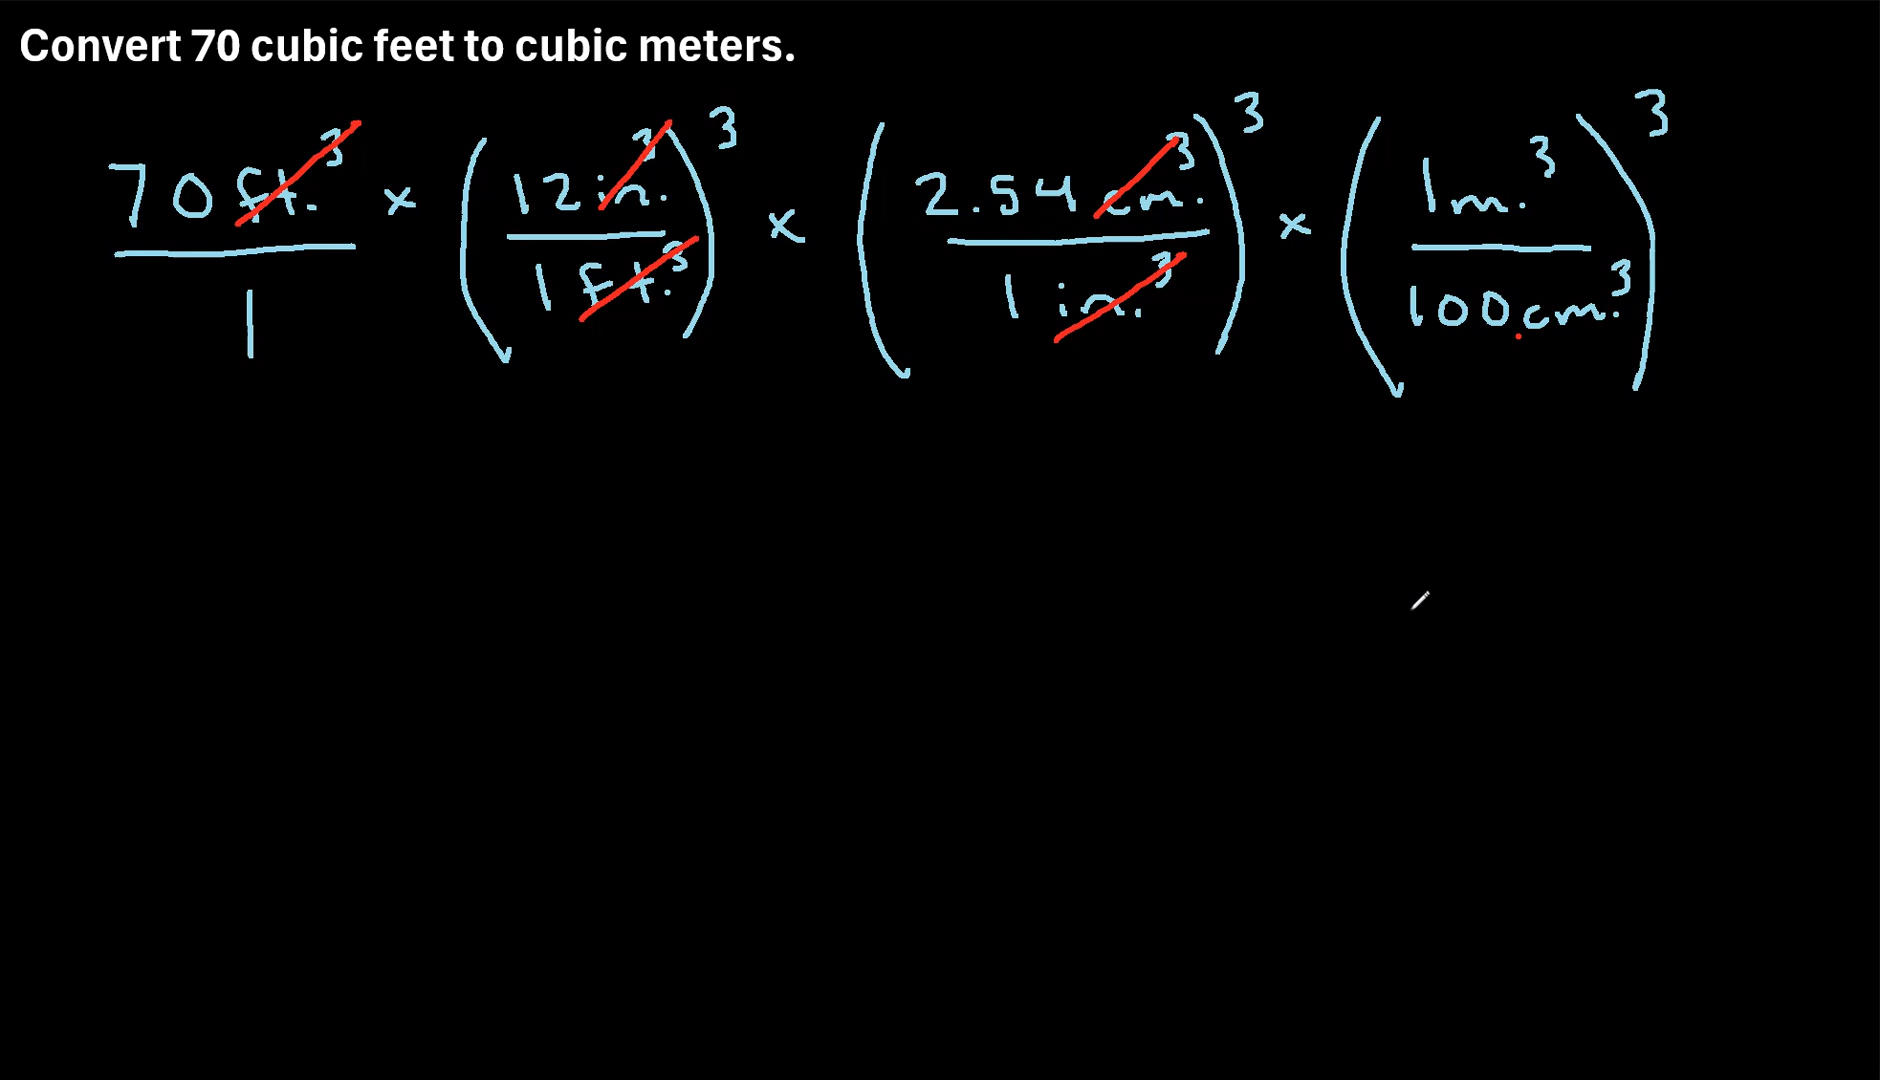 Convert 70 cubic feet to cubic meters.
70 ft.³ / 1 × (12 in.³ / 1 ft.³)³ × (2.54 cm.³ / 1 in.³)³ × (1 m.³ / 100 cm.³)³